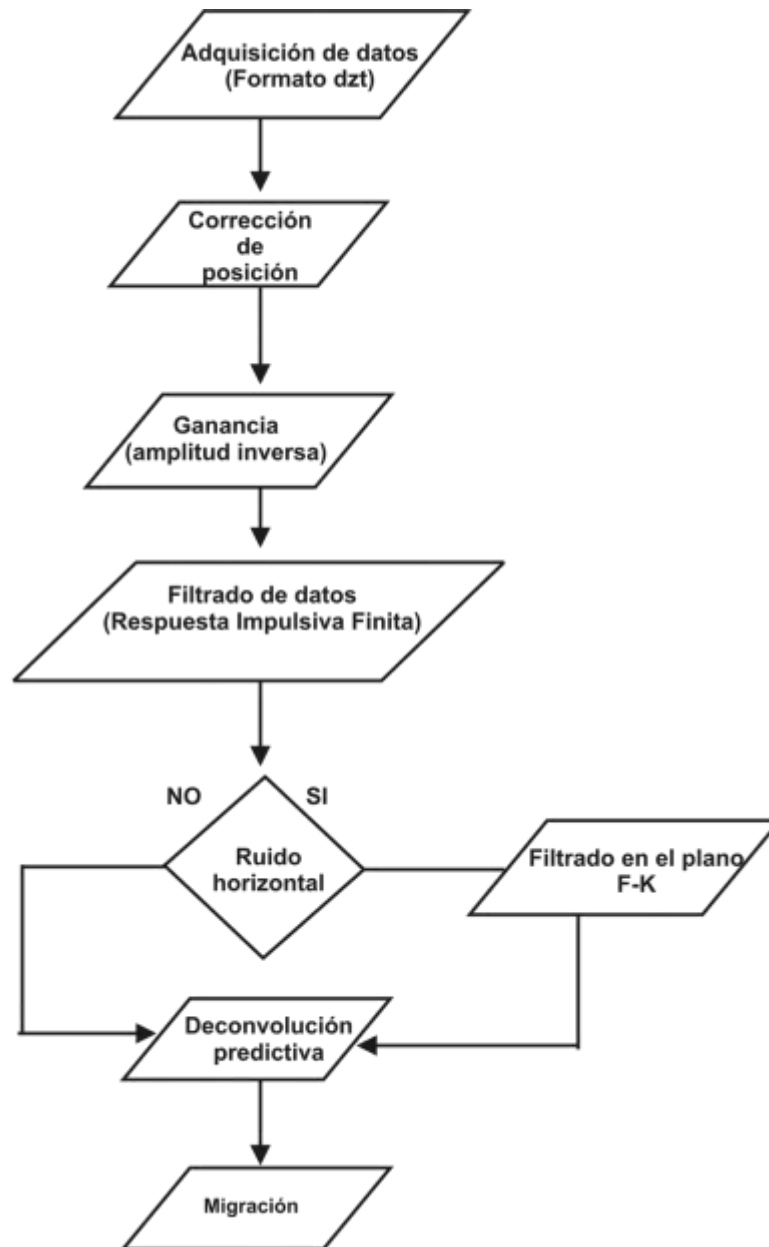 Adquisición de datos
(Formato dzt)
Corrección
de
posición
Ganancia
(amplitud inversa)
Filtrado de datos
(Respuesta Impulsiva Finita)
NO
SI
Ruido
horizontal
Filtrado en el plano
F-K
Deconvolución
predictiva
Migración